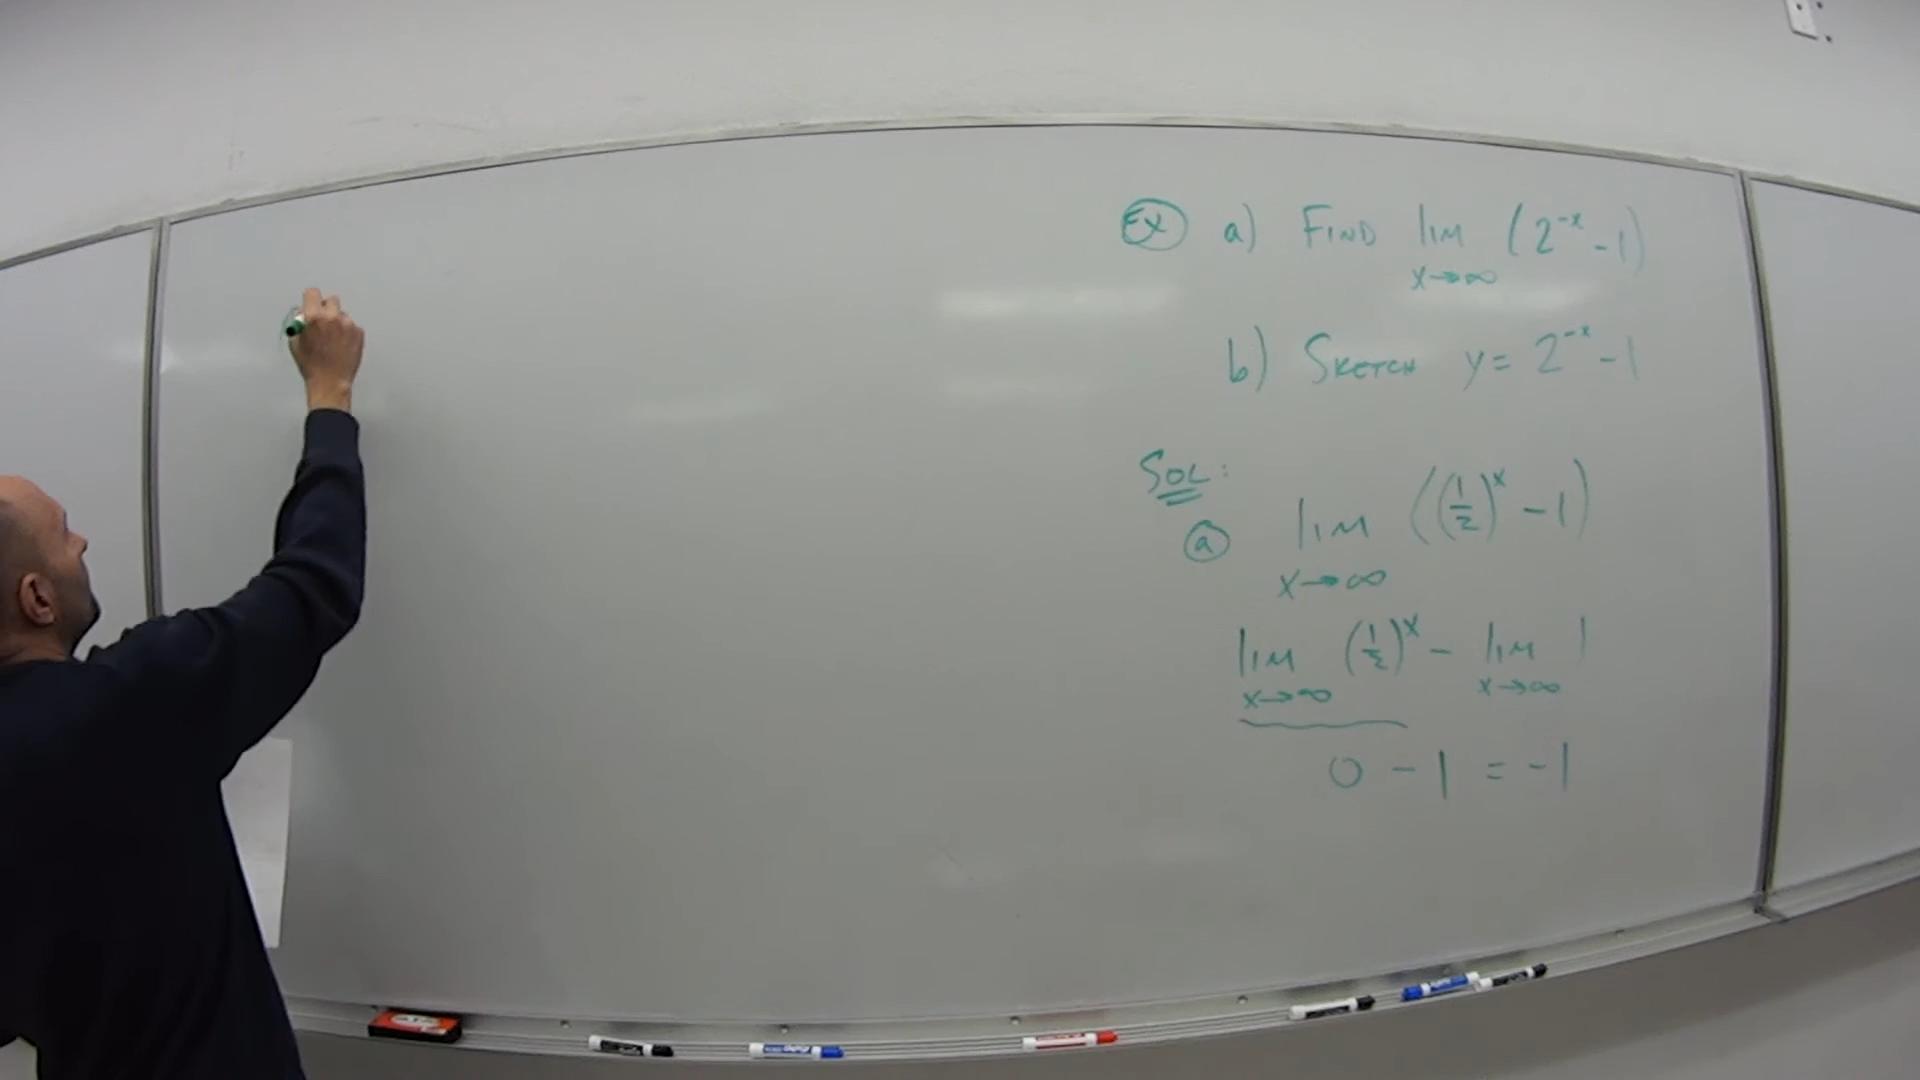 Ex a) FIND lim x→∞ (2^-x - 1)
b) SKETCH y = 2^-x - 1
SOL:
a lim x→∞ ((1/2)^x - 1)
lim x→∞ (1/2)^x - lim x→∞ 1
0 - 1 = -1